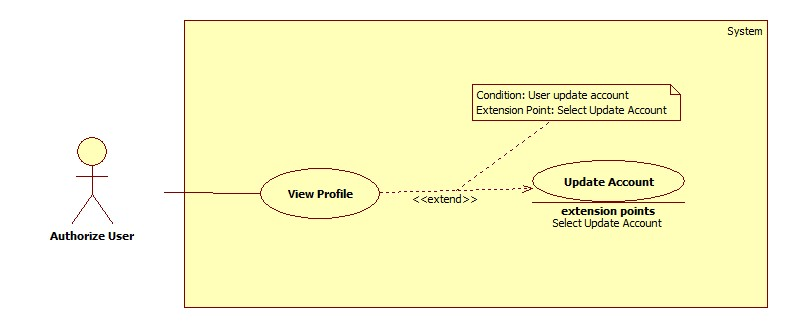 System
Condition: User update account
Extension Point: Select Update Account
View Profile
<<extend>>
Update Account
extension points
Select Update Account
Authorize User